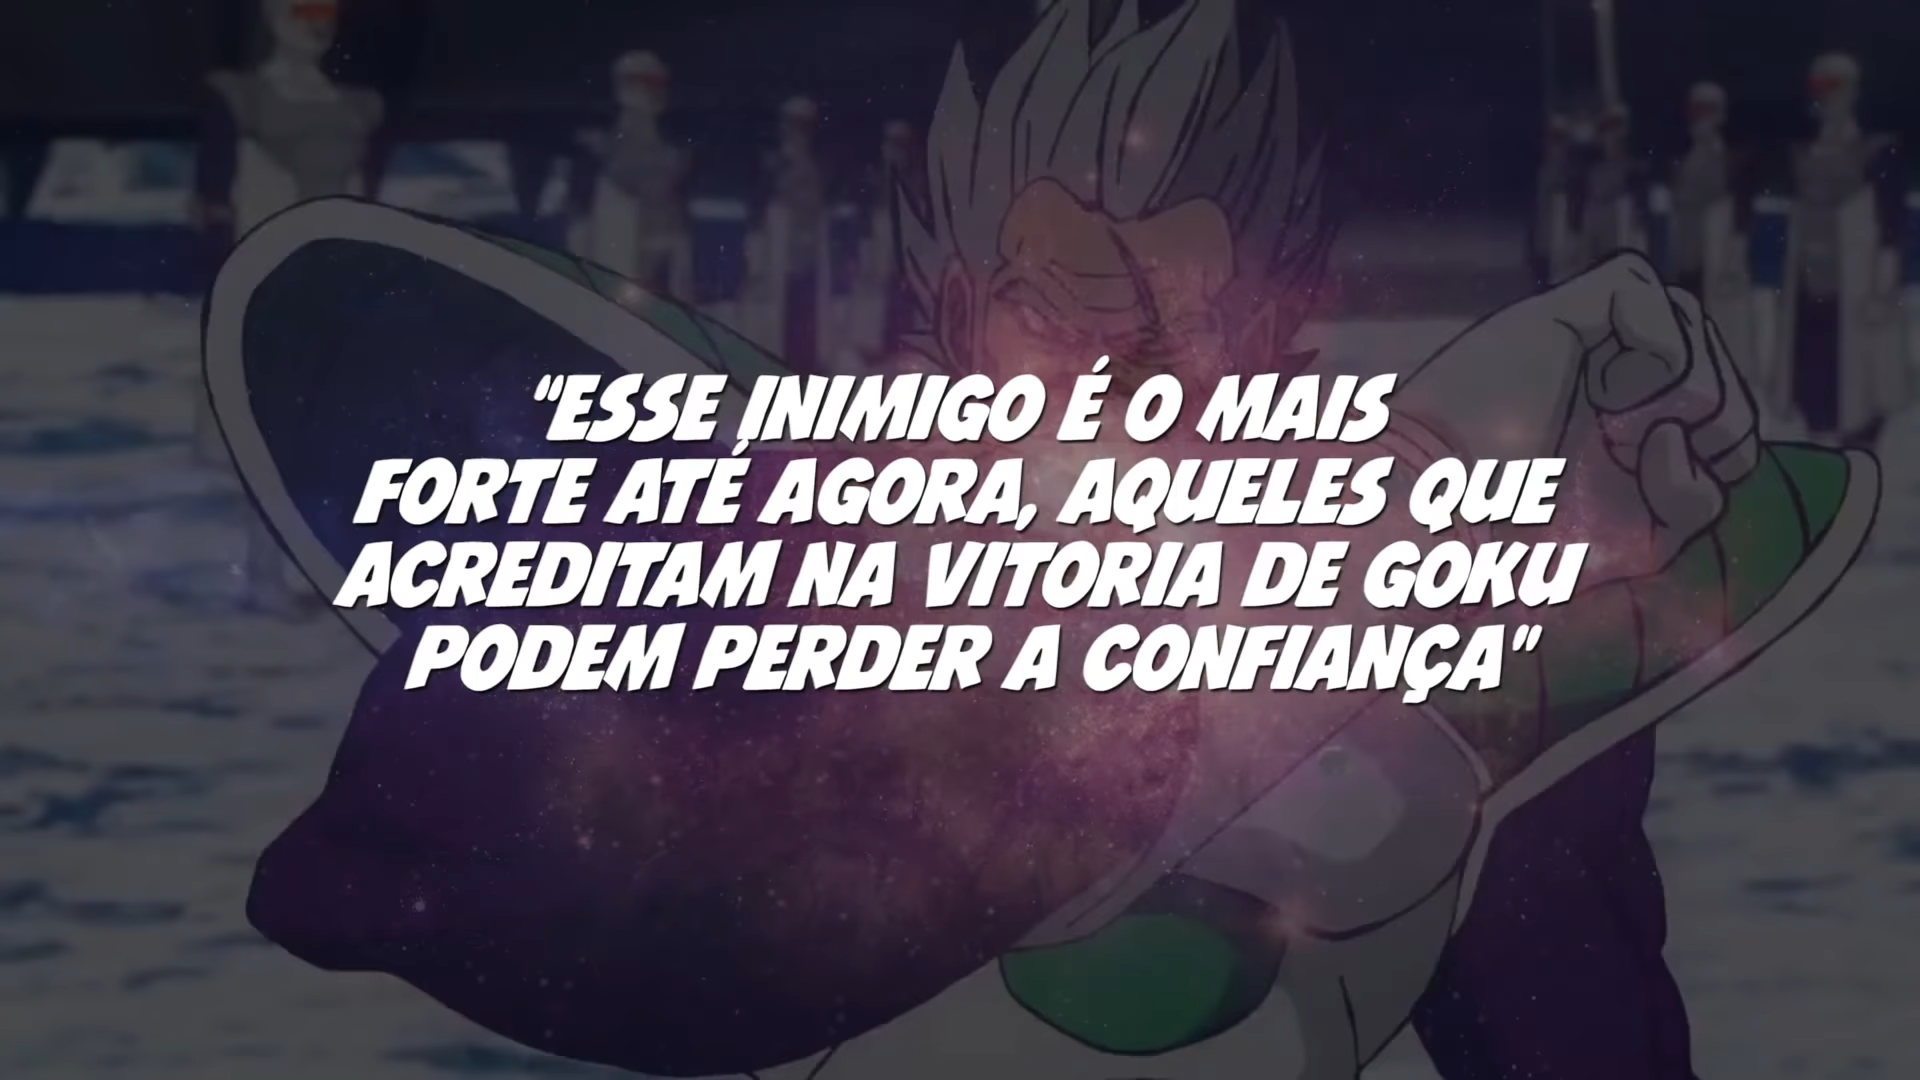 “ESSE INIMIGO É O MAIS
FORTE ATÉ AGORA, AQUELES QUE
ACREDITAM NA VITORIA DE GOKU
PODEM PERDER A CONFIANÇA”